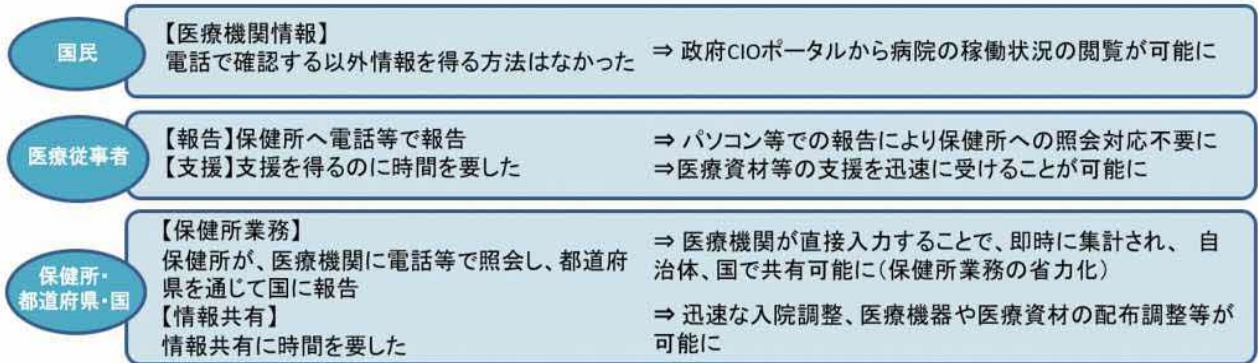 国民
【医療機関情報】
電話で確認する以外情報を得る方法はなかった
⇒ 政府CIOポータルから病院の稼働状況の閲覧が可能に
医療従事者
【報告】保健所へ電話等で報告
【支援】支援を得るのに時間を要した
⇒ パソコン等での報告により保健所への照会対応不要に
⇒医療資材等の支援を迅速に受けることが可能に
保健所・
都道府県・国
【保健所業務】
保健所が、医療機関に電話等で照会し、都道府
県を通じて国に報告
【情報共有】
情報共有に時間を要した
⇒ 医療機関が直接入力することで、即時に集計され、 自
治体、国で共有可能に(保健所業務の省力化)
⇒ 迅速な入院調整、医療機器や医療資材の配布調整等が
可能に